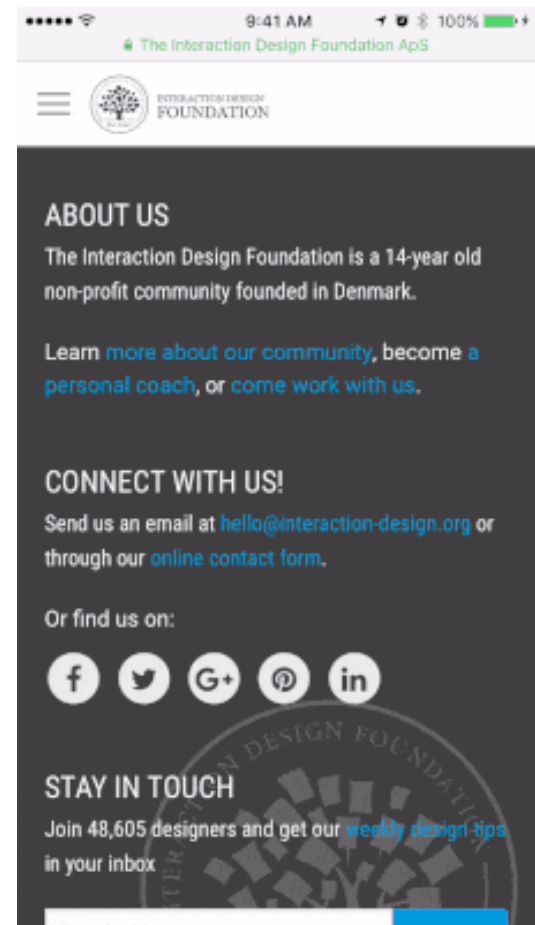 9:41 AM
100%
The Interaction Design Foundation ApS
INTERACTION DESIGN
FOUNDATION
ABOUT US
The Interaction Design Foundation is a 14-year old
non-profit community founded in Denmark.
Learn more about our community, become a
personal coach, or come work with us.
CONNECT WITH US!
Send us an email at hello@interaction-design.org or
through our online contact form.
Or find us on:
f
G+
in
INTERACTION DESIGN FOUNDATION
STAY IN TOUCH
Join 48,605 designers and get our weekly design tips
in your inbox